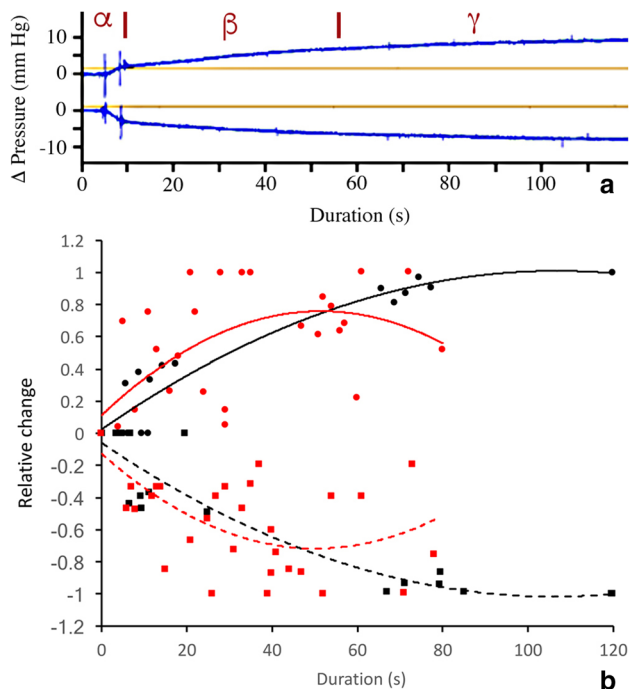 α β γ
Δ Pressure (mm Hg)
10
0
0
-10
0 20 40 60 80 100
a
Duration (s)
1.2
1
0.8
0.6
0.4
0.2
0
-0.2
-0.4
-0.6
-0.8
-1
-1.2
Relative change
0 20 40 60 80 100 120
Duration (s)
b